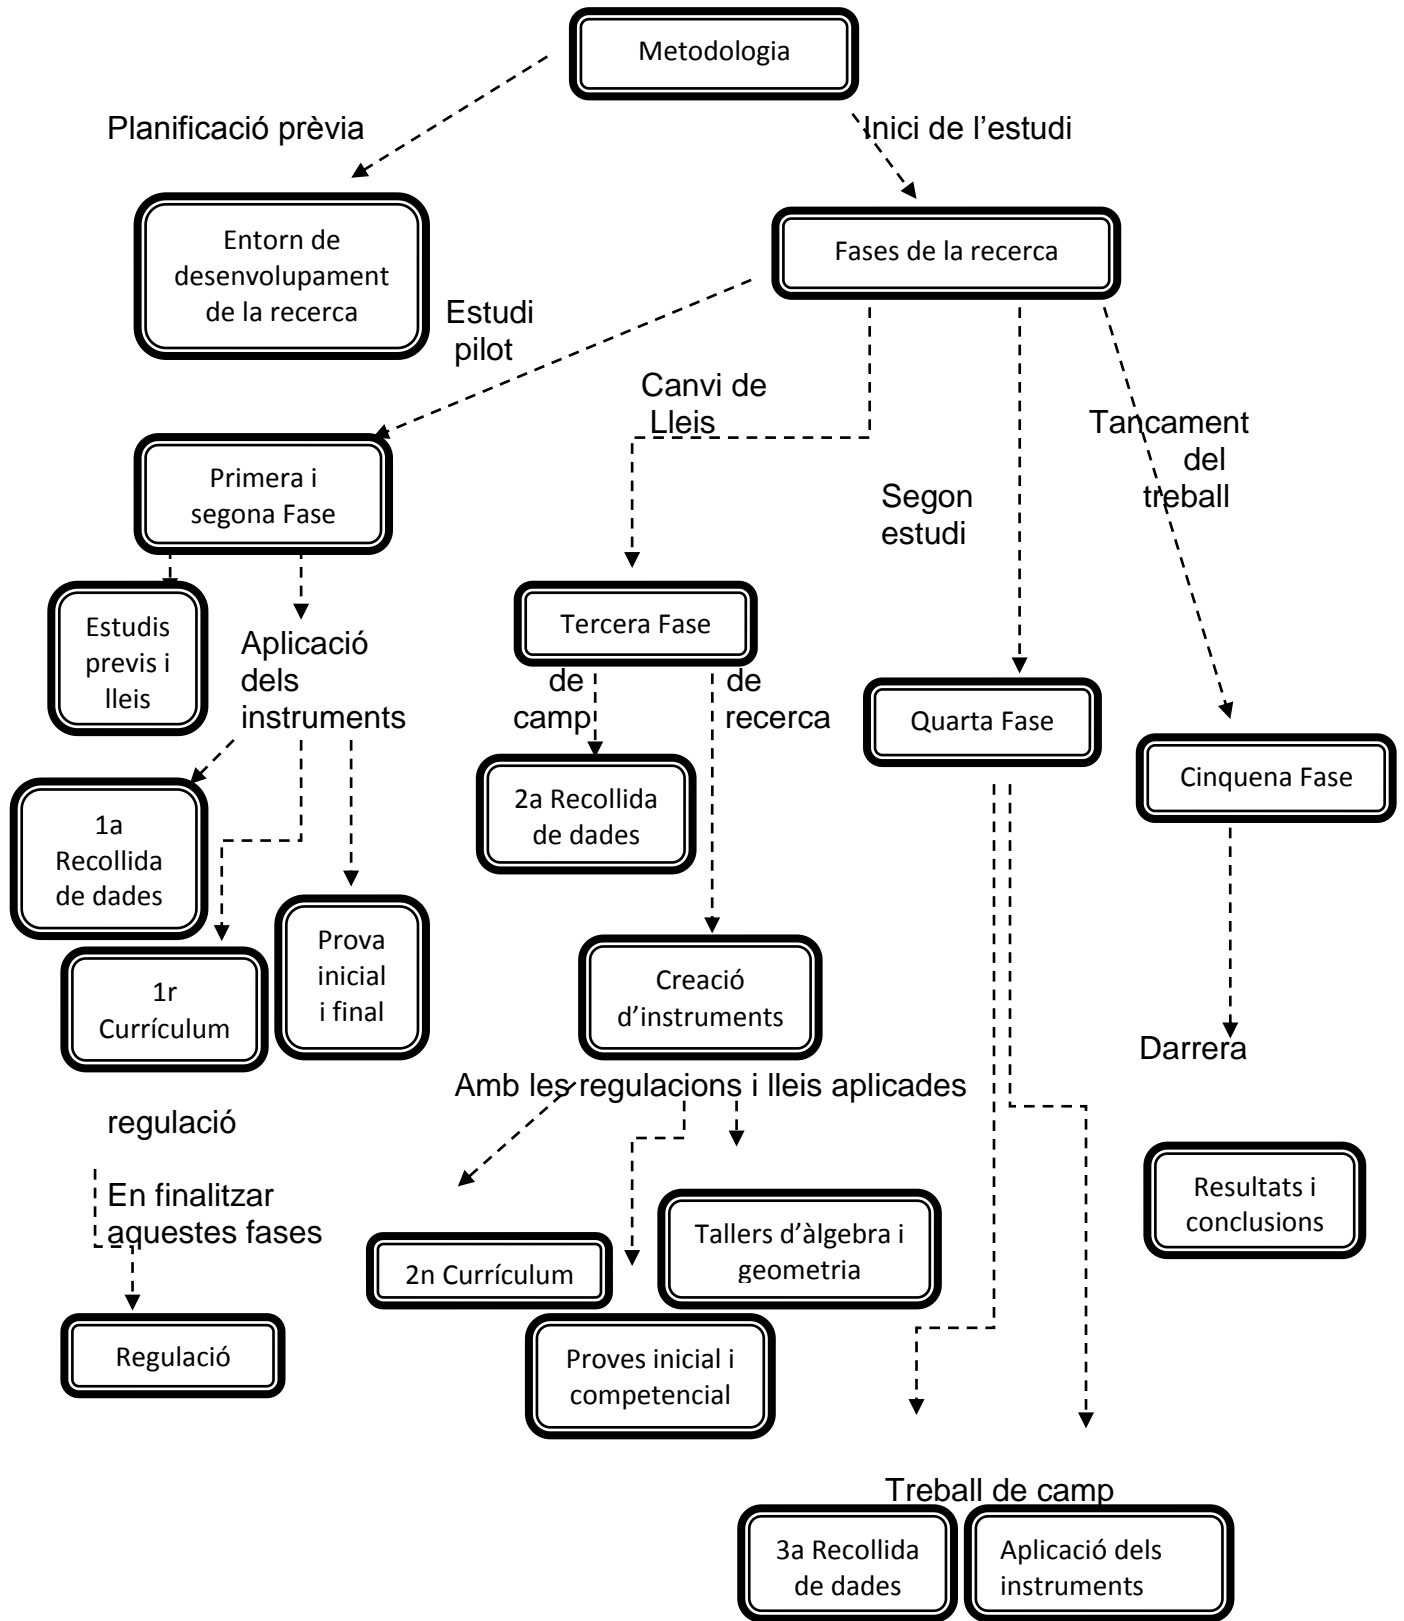 Metodologia
Planificació prèvia
Inici de l’estudi
Entorn de
desenvolupament
de la recerca
Fases de la recerca
Estudi
pilot
Canvi de
Lleis
Tancament
del
treball
Primera i
segona Fase
Segon
estudi
Estudis
previs i
lleis
Aplicació
dels
instruments
Tercera Fase
de
camp
de
recerca
Quarta Fase
Cinquena Fase
1a
Recollida
de dades
2a Recollida
de dades
Prova
inicial
i final
1r
Currículum
Creació
d’instruments
Darrera
Amb les regulacions i lleis aplicades
regulació
En finalitzar
aquestes fases
Resultats i
conclusions
Tallers d’àlgebra i
geometria
2n Currículum
Regulació
Proves inicial i
competencial
Treball de camp
3a Recollida
de dades
Aplicació dels
instruments